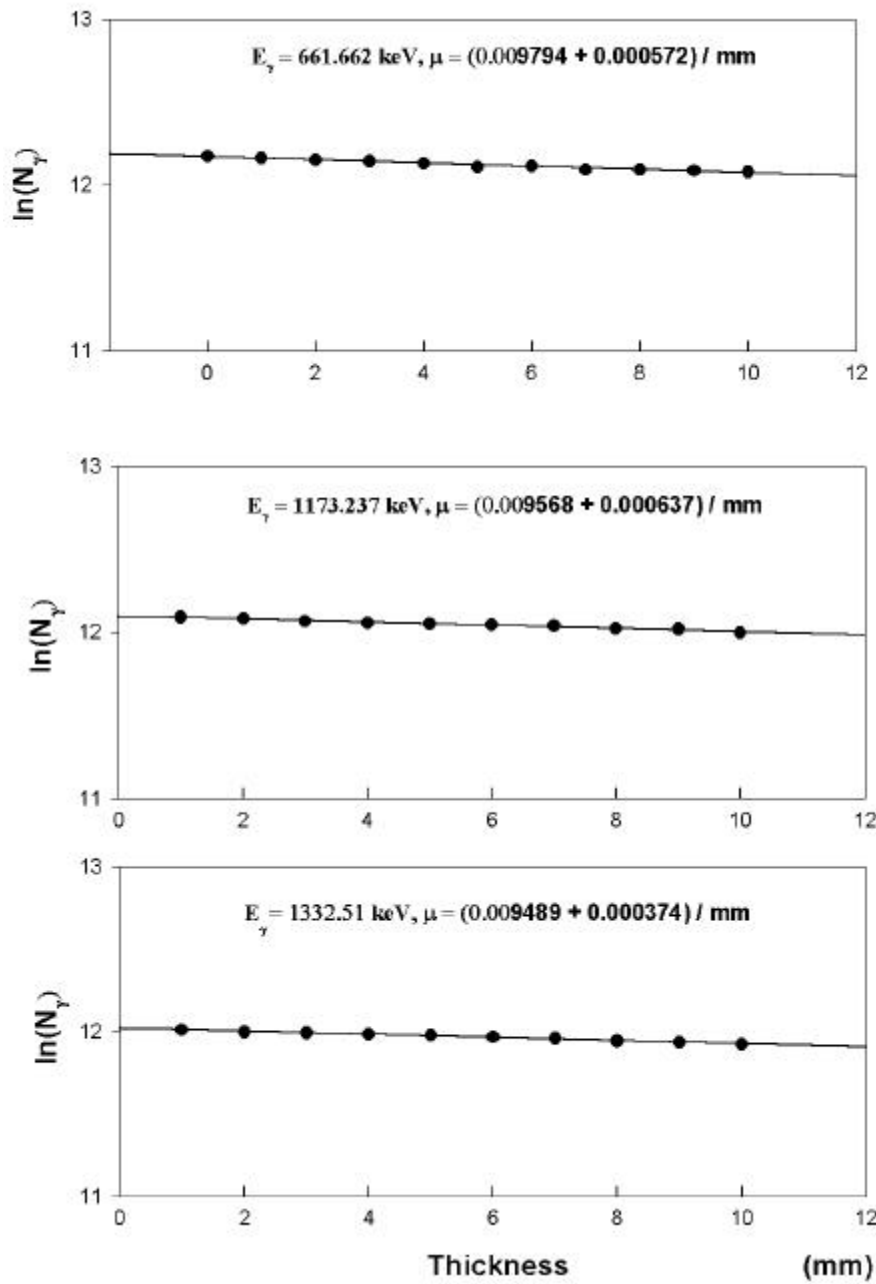 13
E_γ = 661.662 keV, μ = (0.009794 + 0.000572) / mm
12
ln(N_γ)
11
0 2 4 6 8 10 12
13
E_γ = 1173.237 keV, μ = (0.009568 + 0.000637) / mm
12
ln(N_γ)
11
0 2 4 6 8 10 12
13
E_γ = 1332.51 keV, μ = (0.009489 + 0.000374) / mm
12
ln(N_γ)
11
0 2 4 6 8 10 12
Thickness (mm)